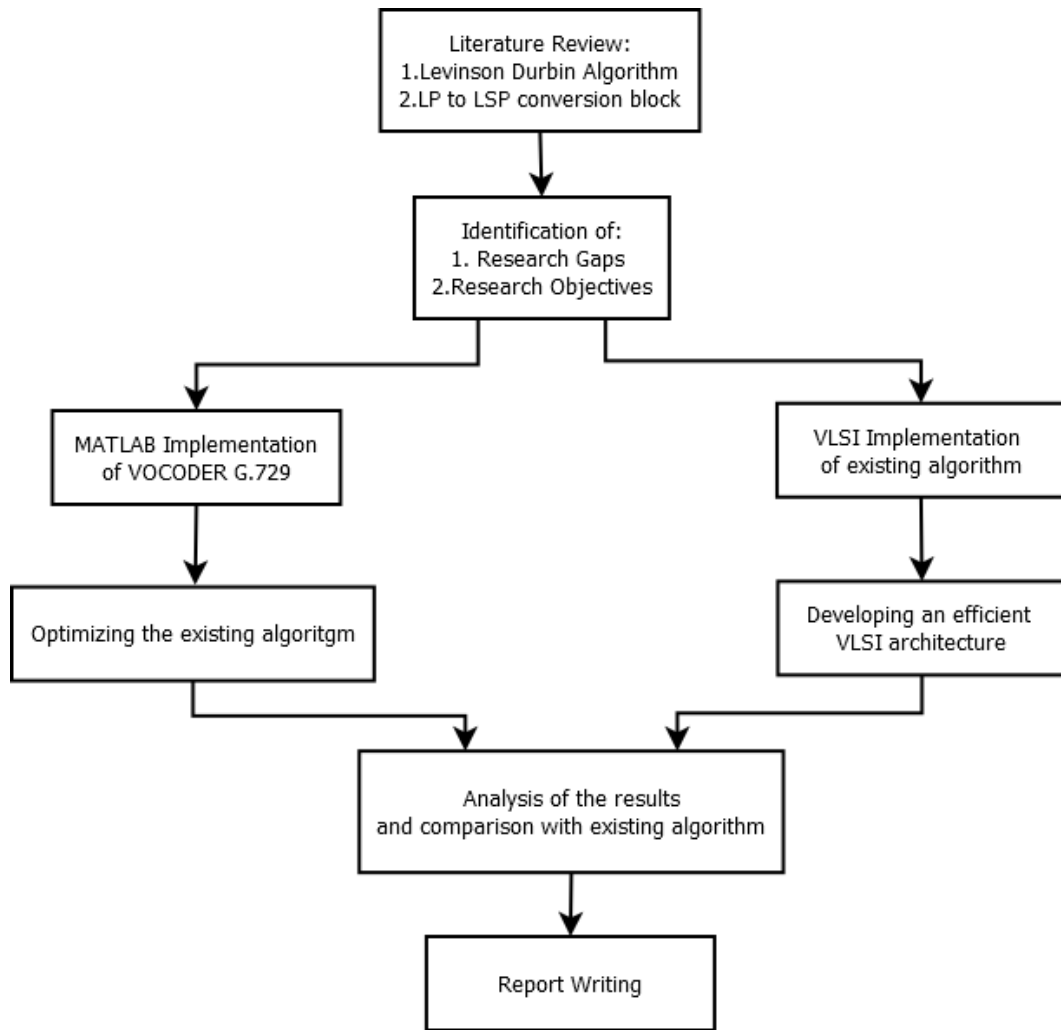 Literature Review:
1.Levinson Durbin Algorithm
2.LP to LSP conversion block
Identification of:
1. Research Gaps
2.Research Objectives
MATLAB Implementation
of VOCODER G.729
VLSI Implementation
of existing algorithm
Optimizing the existing algoritgm
Developing an efficient
VLSI architecture
Analysis of the results
and comparison with existing algorithm
Report Writing